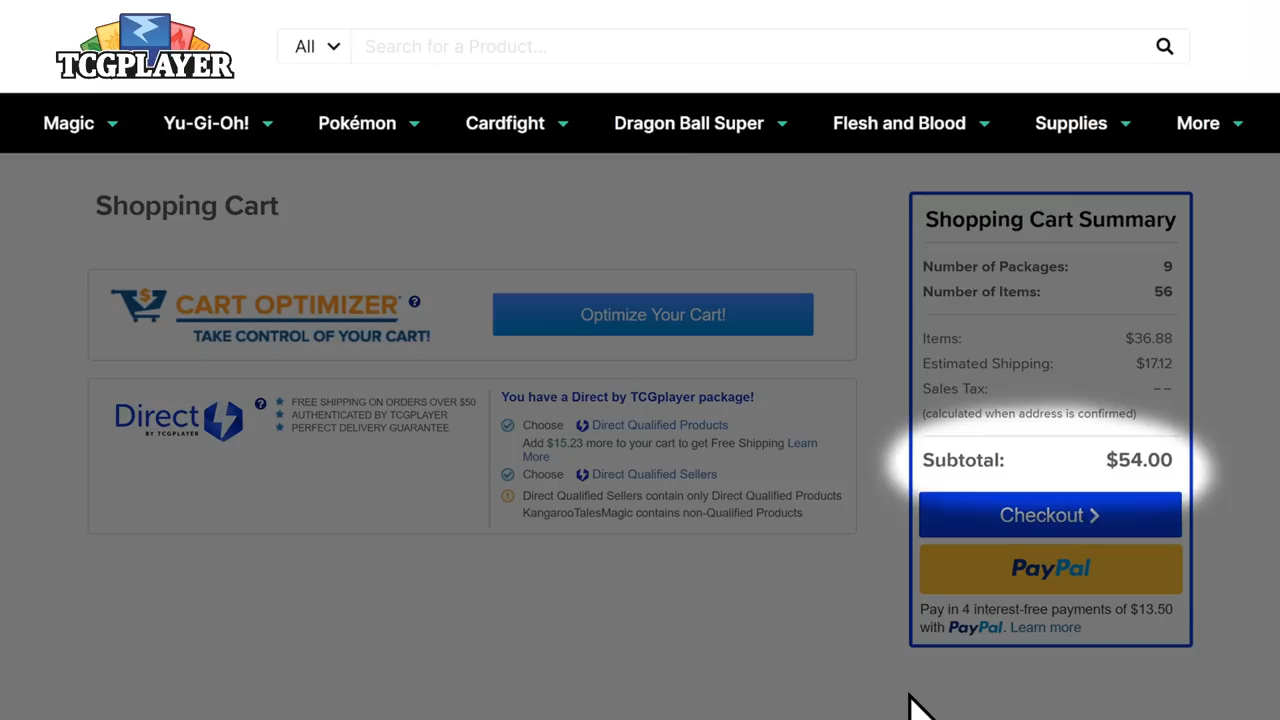 TCGPLAYER
All
Search for a Product...
Magic Yu-Gi-Oh! Pokémon Cardfight Dragon Ball Super Flesh and Blood Supplies More
Shopping Cart
CART OPTIMIZER
TAKE CONTROL OF YOUR CART!
Optimize Your Cart!
Direct
BY TCGPLAYER
FREE SHIPPING ON ORDERS OVER $50
AUTHENTICATED BY TCGPLAYER
PERFECT DELIVERY GUARANTEE
You have a Direct by TCGplayer package!
Choose Direct Qualified Products
Add $15.23 more to your cart to get Free Shipping Learn
More
Choose Direct Qualified Sellers
Direct Qualified Sellers contain only Direct Qualified Products
KangarooTalesMagic contains non-Qualified Products
Shopping Cart Summary
Number of Packages: 9
Number of Items: 56
Items: $36.88
Estimated Shipping: $17.12
Sales Tax: --
(calculated when address is confirmed)
Subtotal: $54.00
Checkout
PayPal
Pay in 4 interest-free payments of $13.50
with PayPal. Learn more